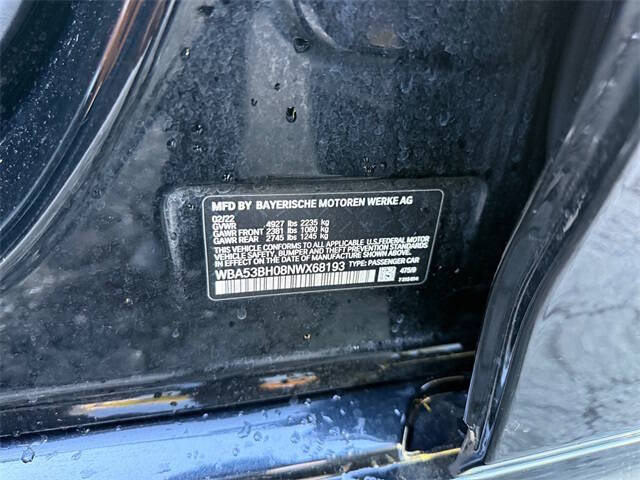 MFD BY BAYERISCHE MOTOREN WERKE AG
02/22
GVWR 4927 lbs 2235 kg
GAWR FRONT 2381 lbs 1080 kg
GAWR REAR 2745 lbs 1245 kg
THIS VEHICLE CONFORMS TO ALL APPLICABLE U.S. FEDERAL MOTOR
VEHICLE SAFETY, BUMPER AND THEFT PREVENTION STANDARDS IN
EFFECT ON THE DATE OF MANUFACTURE SHOWN ABOVE.
WBA53BH08NWX68193 TYPE: PASSENGER CAR
475/9